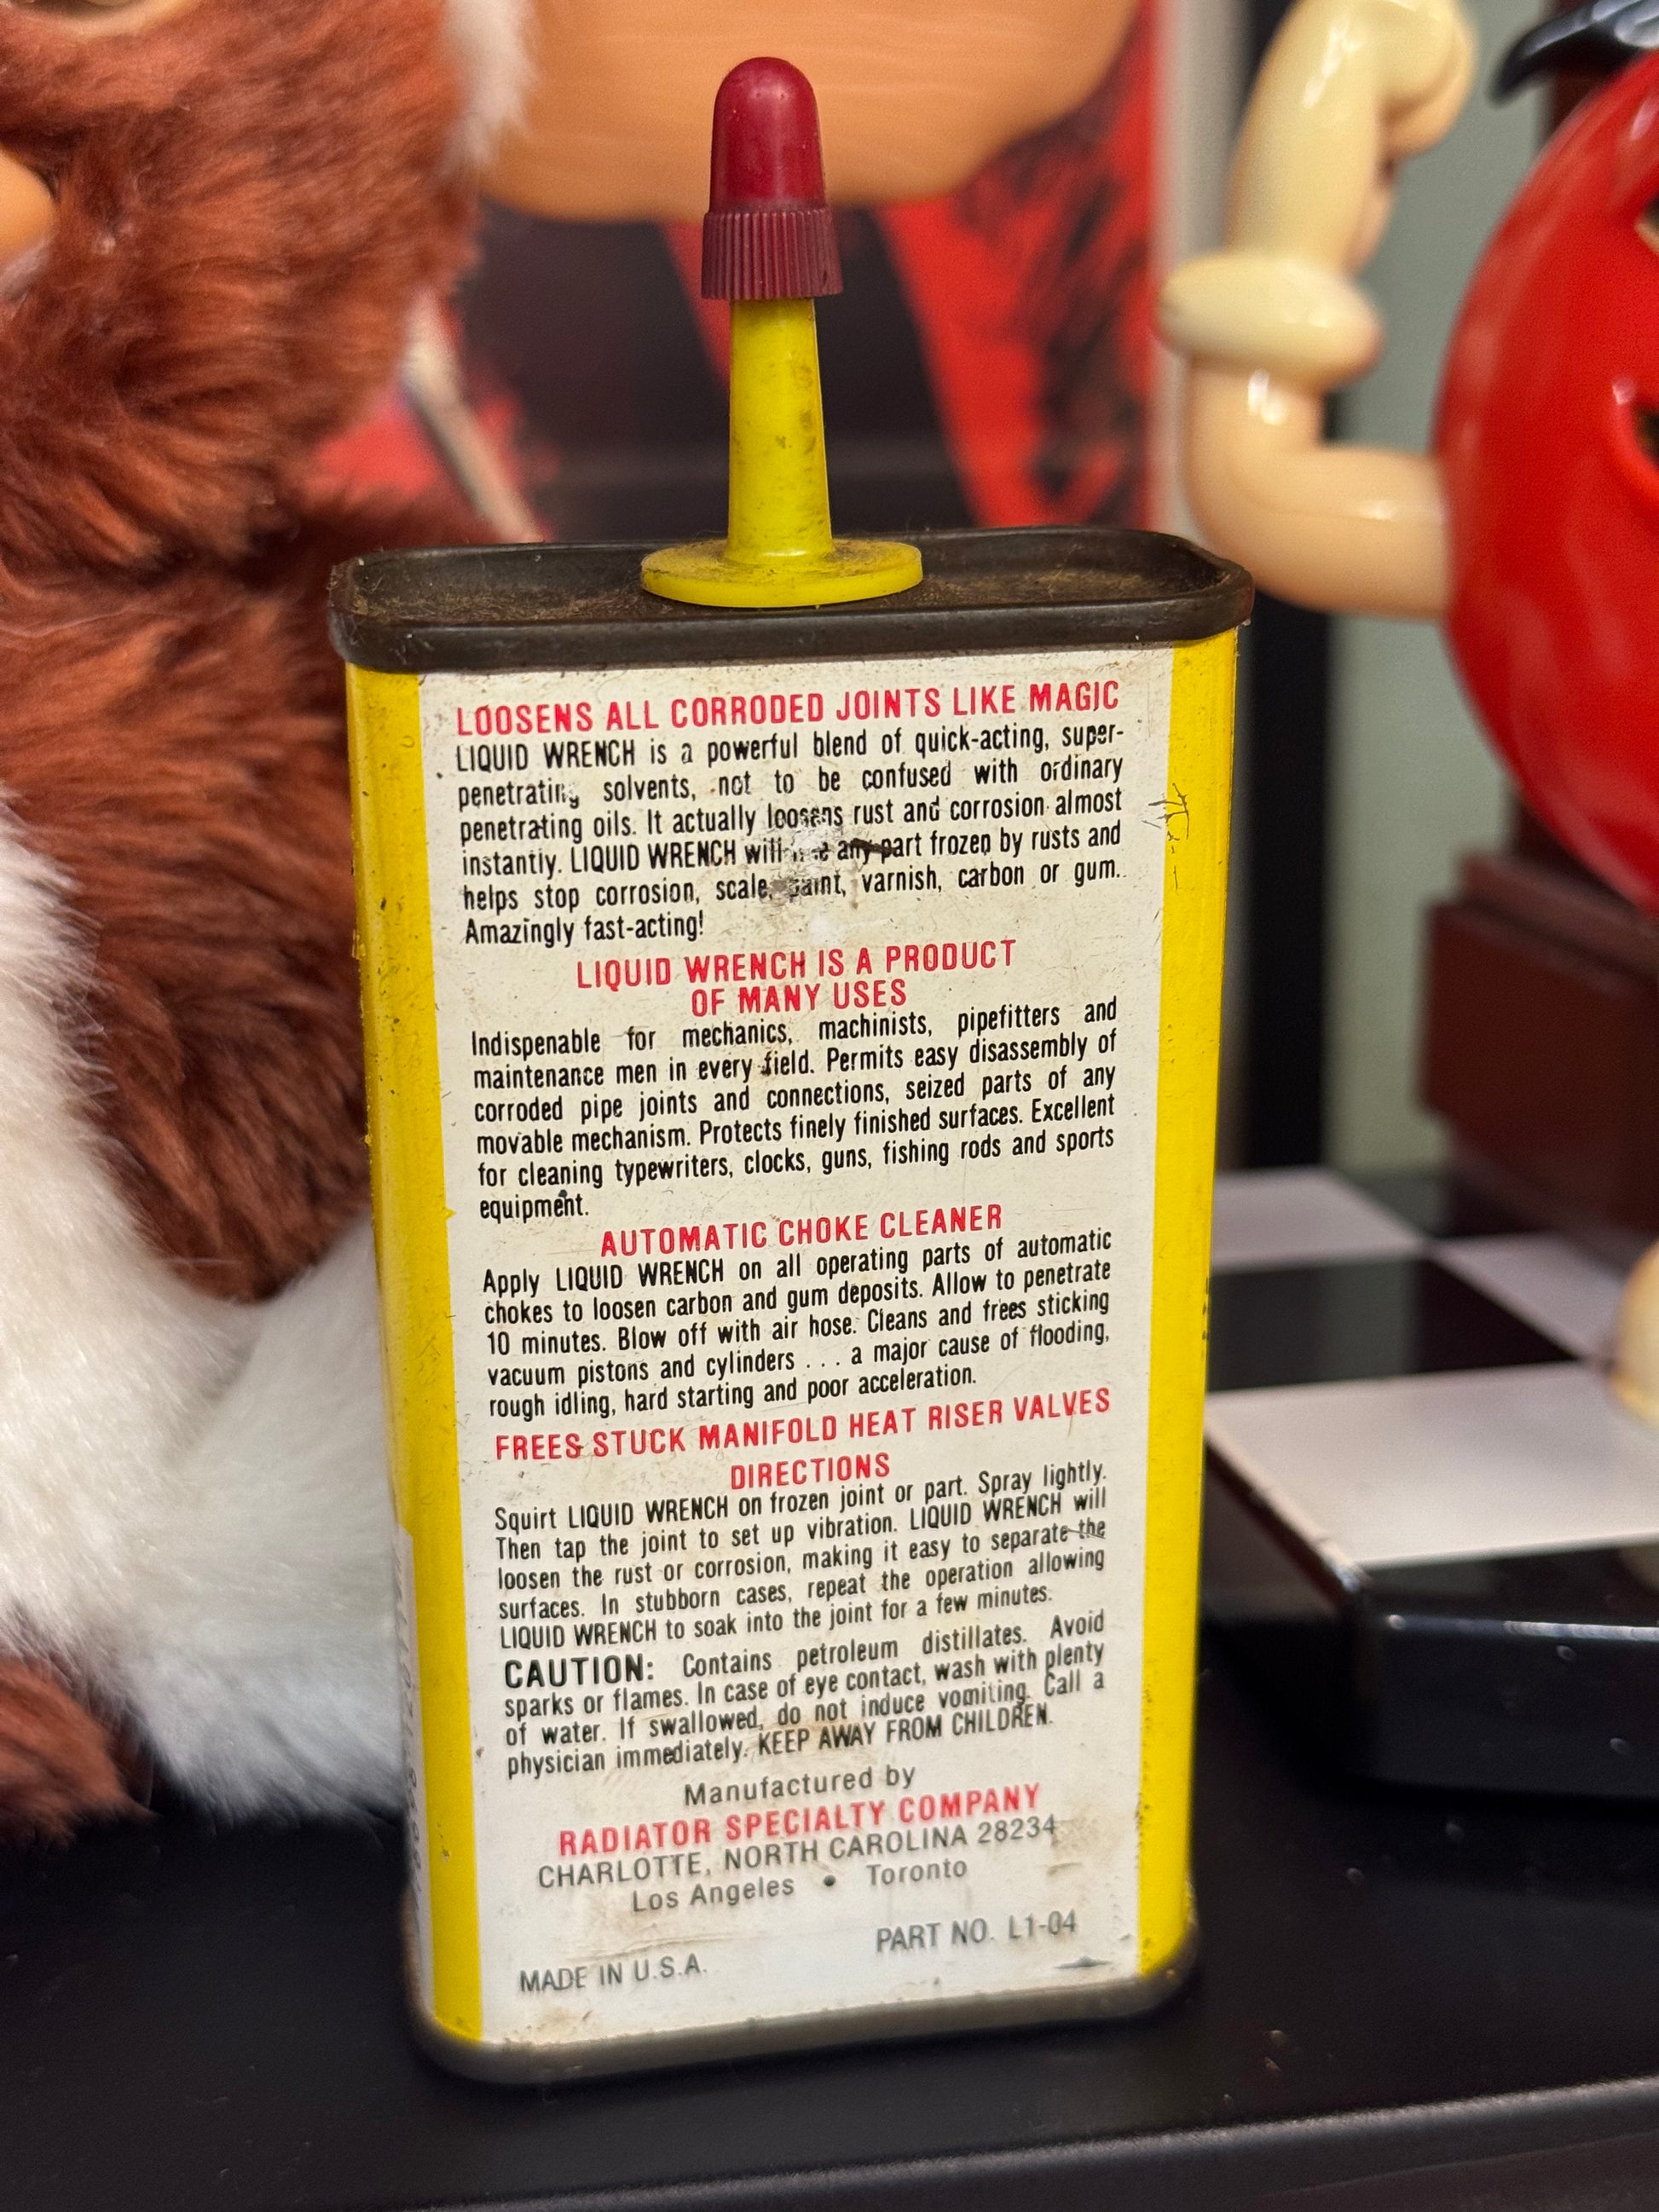 LOOSENS ALL CORRODED JOINTS LIKE MAGIC
LIQUID WRENCH is a powerful blend of quick-acting, super-
penetrating solvents, not to be confused with ordinary
penetrating oils. It actually loosens rust and corrosion almost
instantly. LIQUID WRENCH will any part frozen by rusts and
helps stop corrosion, scale, paint, varnish, carbon or gum.
Amazingly fast-acting!
LIQUID WRENCH IS A PRODUCT
OF MANY USES
Indispenable for mechanics, machinists, pipefitters and
maintenance men in every field. Permits easy disassembly of
corroded pipe joints and connections, seized parts of any
movable mechanism. Protects finely finished surfaces. Excellent
for cleaning typewriters, clocks, guns, fishing rods and sports
equipment.
AUTOMATIC CHOKE CLEANER
Apply LIQUID WRENCH on all operating parts of automatic
chokes to loosen carbon and gum deposits. Allow to penetrate
10 minutes. Blow off with air hose. Cleans and frees sticking
vacuum pistons and cylinders . . . a major cause of flooding,
rough idling, hard starting and poor acceleration.
FREES STUCK MANIFOLD HEAT RISER VALVES
DIRECTIONS
Squirt LIQUID WRENCH on frozen joint or part. Spray lightly.
Then tap the joint to set up vibration. LIQUID WRENCH will
loosen the rust or corrosion, making it easy to separate the
surfaces. In stubborn cases, repeat the operation allowing
LIQUID WRENCH to soak into the joint for a few minutes.
CAUTION: Contains petroleum distillates. Avoid
sparks or flames. In case of eye contact, wash with plenty
of water. If swallowed, do not induce vomiting. Call a
physician immediately. KEEP AWAY FROM CHILDREN.
Manufactured by
RADIATOR SPECIALTY COMPANY
CHARLOTTE, NORTH CAROLINA 28234
Los Angeles • Toronto
PART NO. L1-04
MADE IN U.S.A.